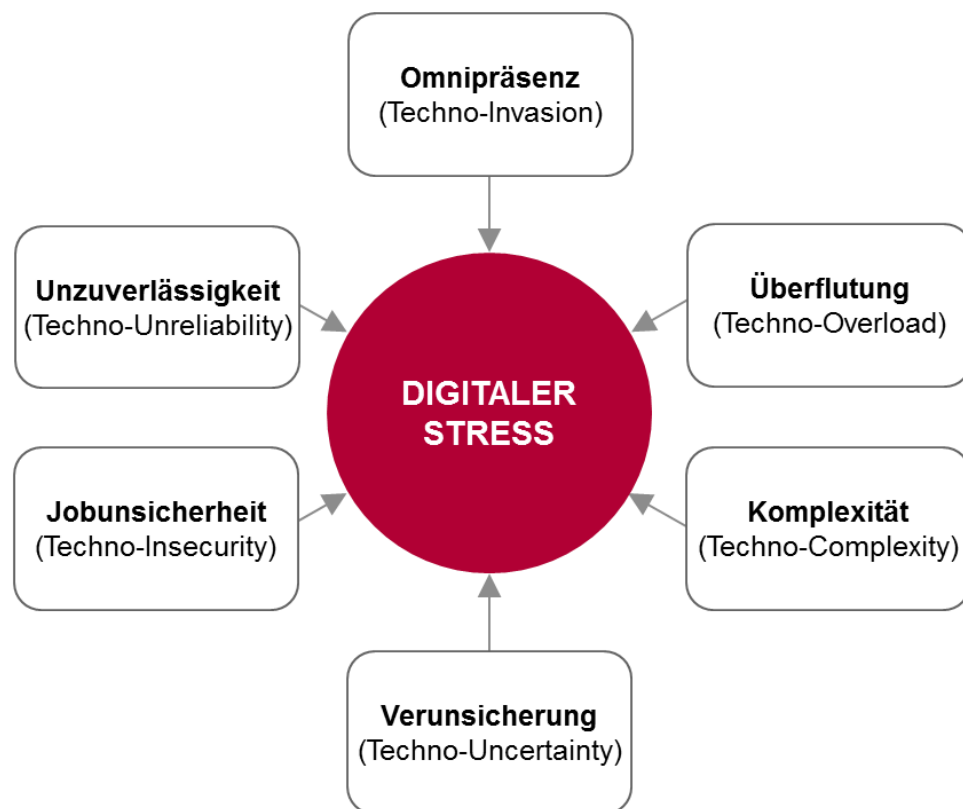 Omnipräsenz
(Techno-Invasion)
Unzuverlässigkeit
(Techno-Unreliability)
Überflutung
(Techno-Overload)
DIGITALER
STRESS
Jobunsicherheit
(Techno-Insecurity)
Komplexität
(Techno-Complexity)
Verunsicherung
(Techno-Uncertainty)